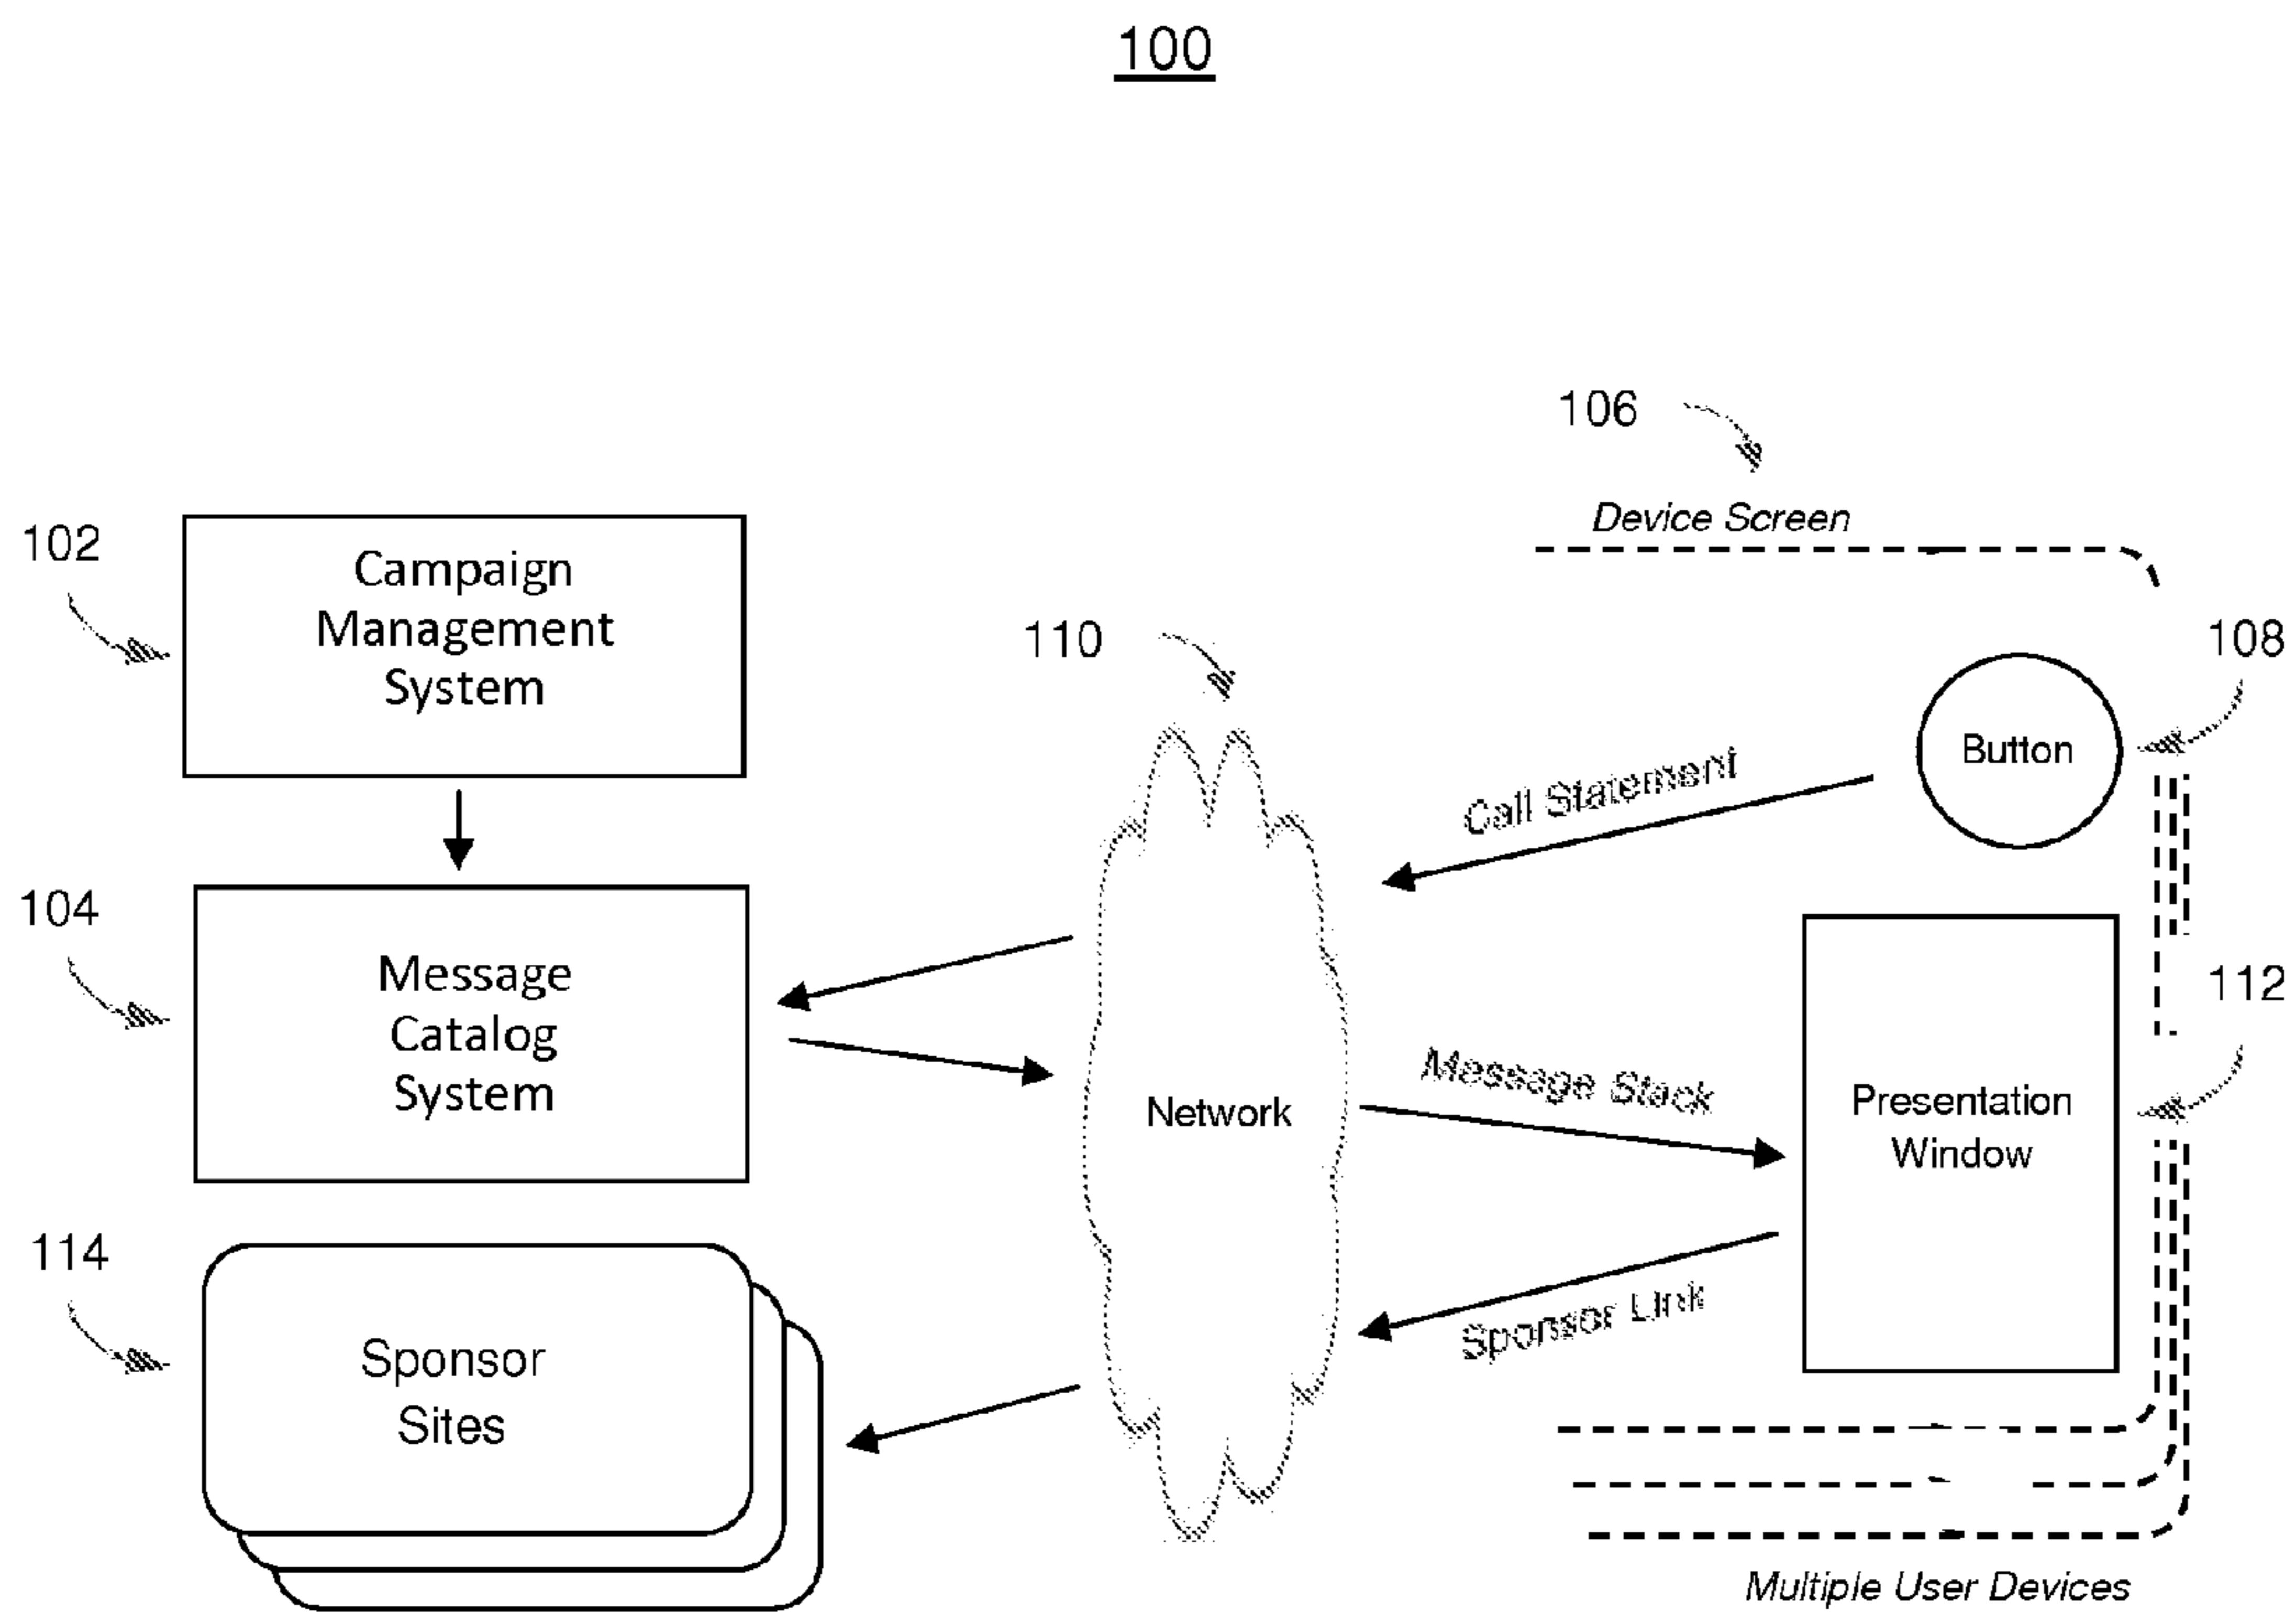 100
106
Device Screen
102
Campaign
Management
System
110
108
Button
Call Statement
104
Message
Catalog
System
112
Message Stack
Network
Presentation
Window
114
Sponsor
Sites
Sponsor Link
Multiple User Devices